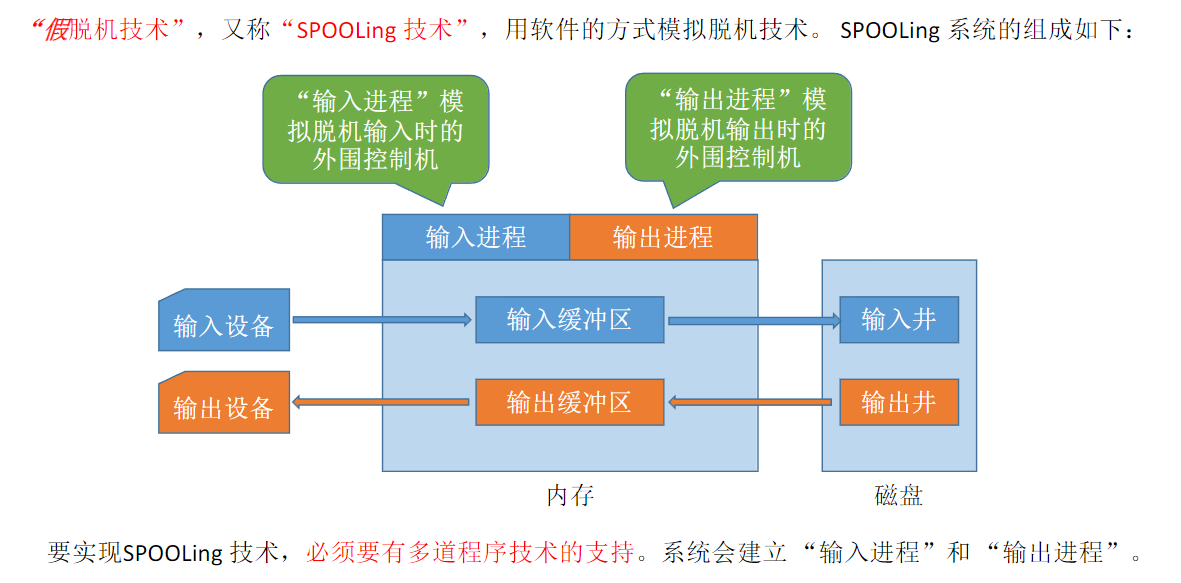 “假脱机技术”，又称“SPOOLing 技术”，用软件的方式模拟脱机技术。 SPOOLing 系统的组成如下：
“输入进程”模
拟脱机输入时的
外围控制机
“输出进程”模
拟脱机输出时的
外围控制机
输入进程
输出进程
输入设备
输入缓冲区
输入井
输出设备
输出缓冲区
输出井
内存
磁盘
要实现SPOOLing 技术，必须要有多道程序技术的支持。系统会建立 “输入进程”和 “输出进程”。